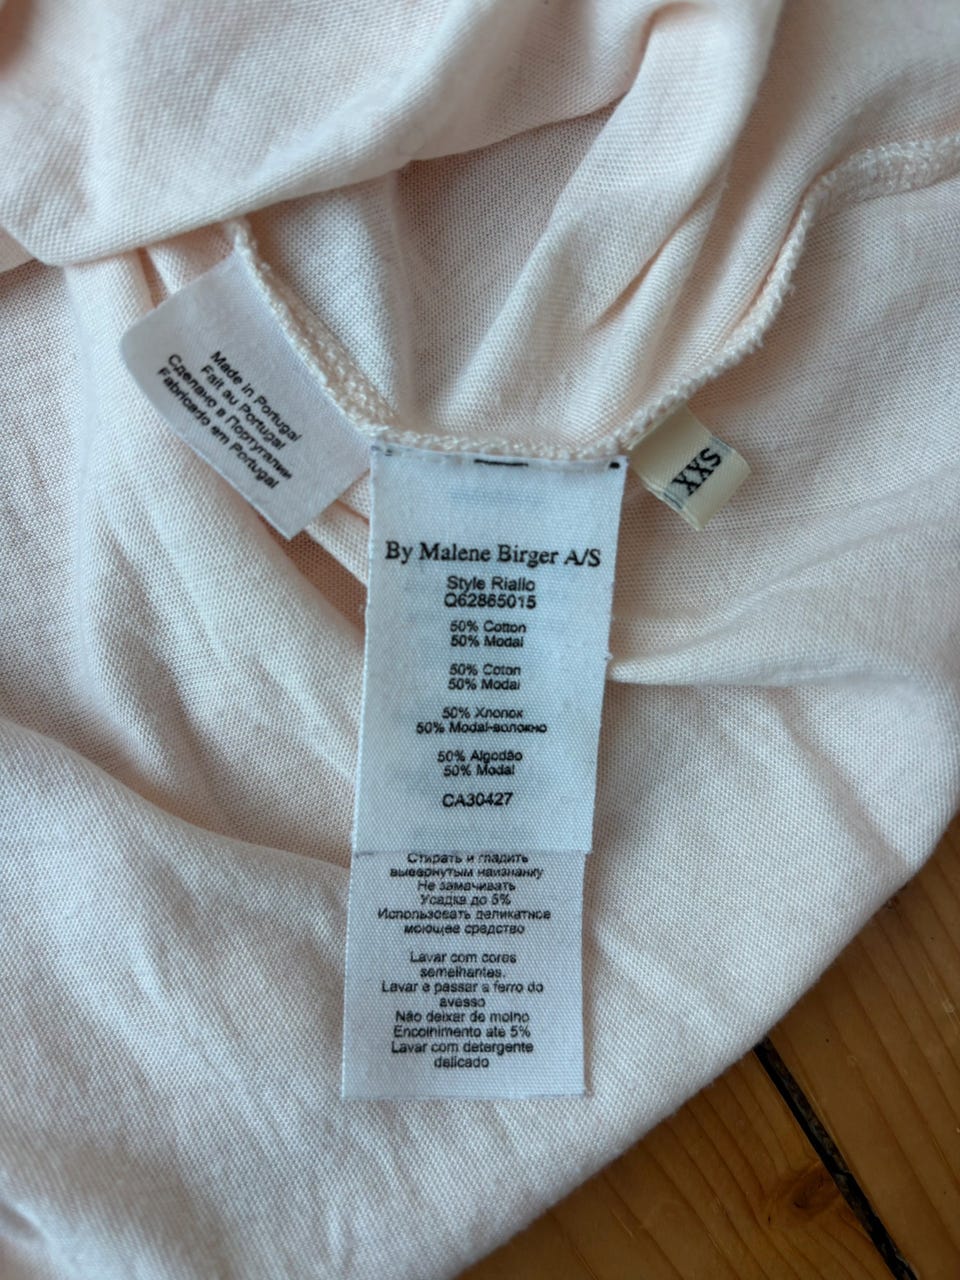 Made in Portugal
Fait au Portugal
Сделано в Португалии
Fabricado em Portugal
XXS
By Malene Birger A/S
Style Riallo
Q62865015
50% Cotton
50% Modal
50% Coton
50% Modal
50% Хлопок
50% Modal-волокно
50% Algodão
50% Modal
CA30427
Стирать и гладить
вывернутым наизнанку
Не замачивать
Усадка до 5%
Использовать деликатное
моющее средство
Lavar com cores
semelhantes.
Lavar e passar a ferro do
avesso
Não deixar de molho
Encolhimento até 5%
Lavar com detergente
delicado